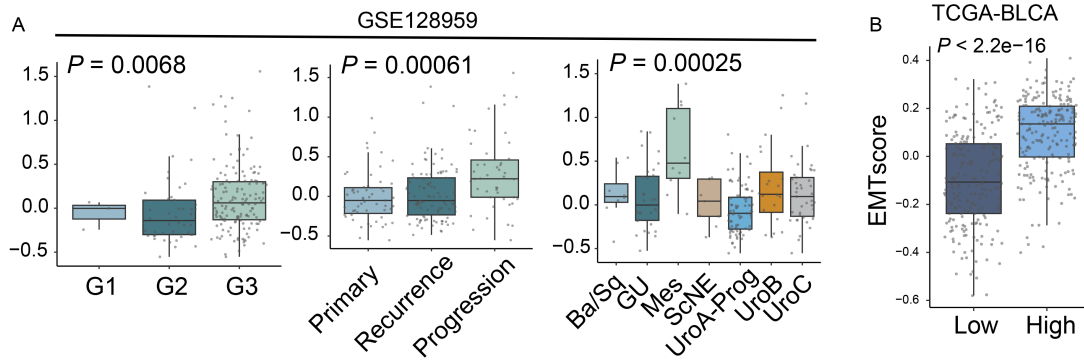 A
GSE128959
P = 0.0068
1.5
1.0
0.5
0.0
−0.5
G1 G2 G3
P = 0.00061
1.5
1.0
0.5
0.0
−0.5
Primary
Recurrence
Progression
P = 0.00025
1.5
1.0
0.5
0.0
−0.5
Ba/Sq
GU
Mes
ScNE
UroA-Prog
UroB
UroC
B
TCGA-BLCA
P < 2.2e−16
EMTscore
0.4
0.2
0.0
−0.2
−0.4
−0.6
Low High